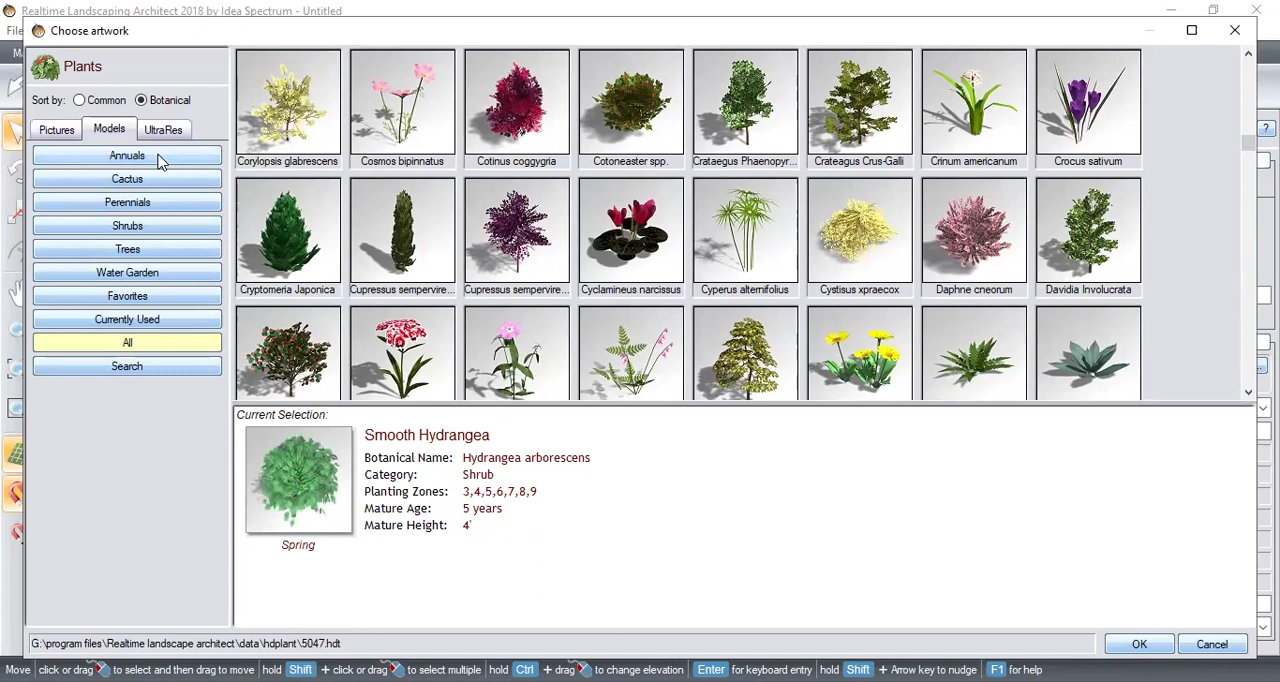 Realtime Landscaping Architect 2018 by Idea Spectrum - Untitled
File
Choose artwork
Plants
Sort by: Common Botanical
Pictures Models UltraRes
Annuals
Cactus
Perennials
Shrubs
Trees
Water Garden
Favorites
Currently Used
All
Search
Corylopsis glabrescens Cosmos bipinnatus Cotinus coggygria Cotoneaster spp. Crataegus Phaenopyr... Crateagus Crus-Galli Crinum americanum Crocus sativum
Cryptomeria Japonica Cupressus sempervire... Cupressus sempervire... Cyclamineus narcissus Cyperus alternifolius Cystisus xpraecox Daphne cneorum Davidia Involucrata
Current Selection:
Smooth Hydrangea
Botanical Name: Hydrangea arborescens
Category: Shrub
Planting Zones: 3,4,5,6,7,8,9
Mature Age: 5 years
Mature Height: 4'
Spring
G:\program files\Realtime landscape architect\data\hdplant\5047.hdt
OK Cancel
Move click or drag to select and then drag to move hold Shift + click or drag to select multiple hold Ctrl + drag to change elevation Enter for keyboard entry hold Shift + Arrow key to nudge F1 for help